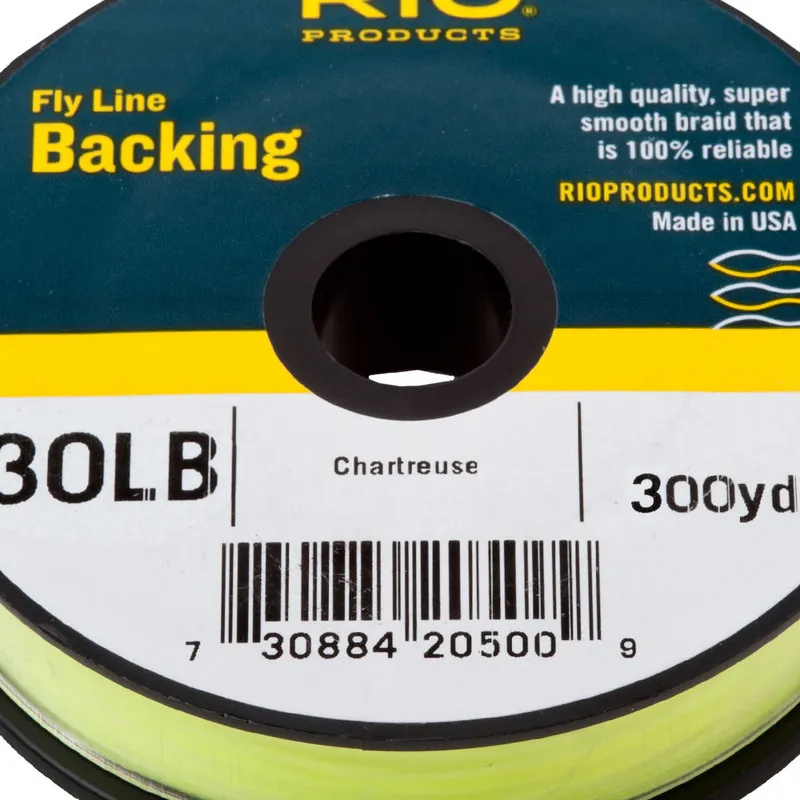 RIO®
PRODUCTS
Fly Line
Backing
A high quality, super
smooth braid that
is 100% reliable
RIOPRODUCTS.COM
Made in USA
30LB
Chartreuse
300yd
7 30884 20500 9